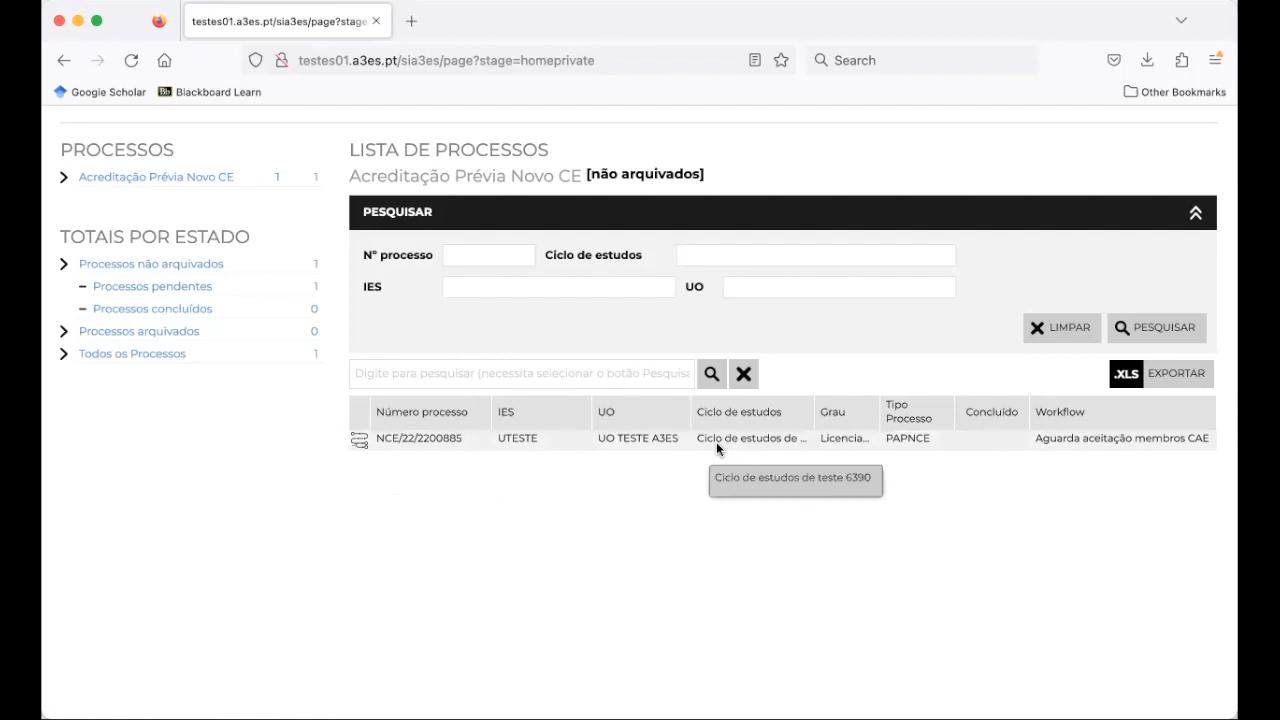 testes01.a3es.pt/sia3es/page?stage
testes01.a3es.pt/sia3es/page?stage=homeprivate
Search
Google Scholar
Bb Blackboard Learn
Other Bookmarks
PROCESSOS
Acreditação Prévia Novo CE 1 1
TOTAIS POR ESTADO
Processos não arquivados 1
Processos pendentes 1
Processos concluídos 0
Processos arquivados 0
Todos os Processos 1
LISTA DE PROCESSOS
Acreditação Prévia Novo CE [não arquivados]
PESQUISAR
Nº processo Ciclo de estudos
IES UO
LIMPAR PESQUISAR
Digite para pesquisar (necessita selecionar o botão Pesquisa
.XLS EXPORTAR
Número processo IES UO Ciclo de estudos Grau Tipo Processo Concluído Workflow
NCE/22/2200885 UTESTE UO TESTE A3ES Ciclo de estudos de ... Licencia... PAPNCE Aguarda aceitação membros CAE
Ciclo de estudos de teste 6390